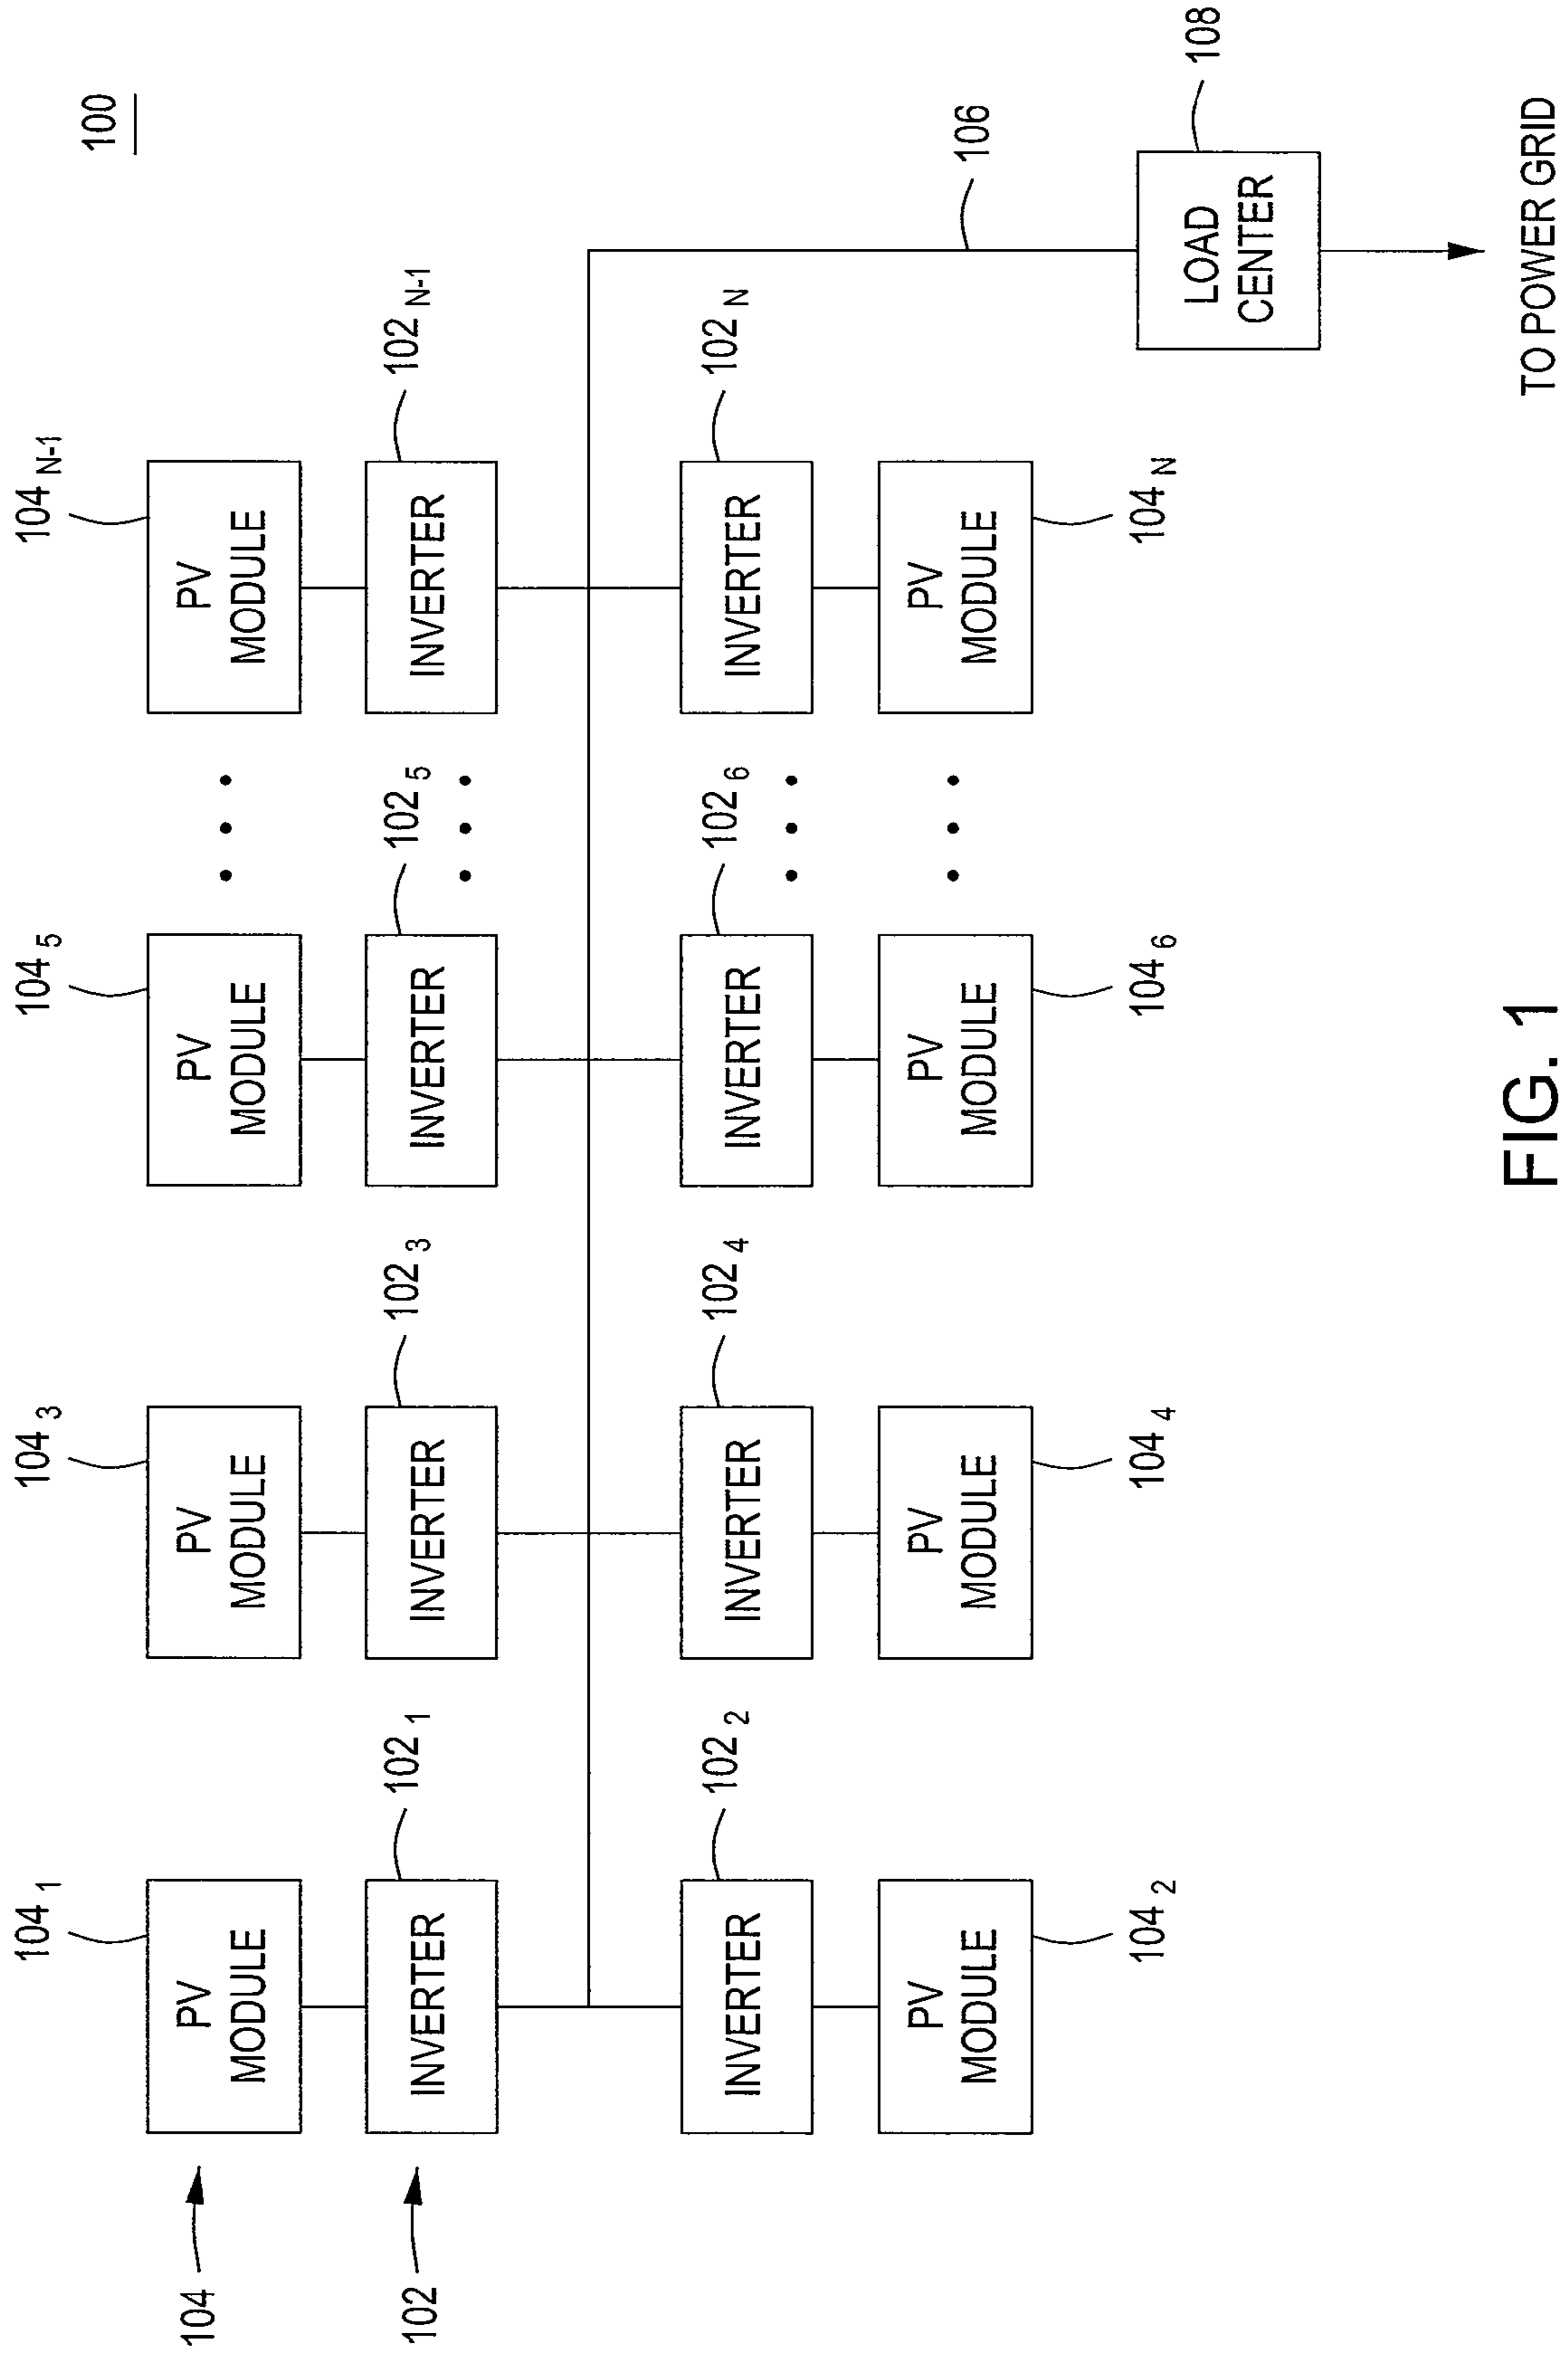 100
104 1
104 3
104 5
104 N-1
104
PV
MODULE
PV
MODULE
PV
MODULE
PV
MODULE
102 1
102 3
102 5
102 N-1
102
INVERTER
INVERTER
INVERTER
INVERTER
106
102 2
102 4
102 6
102 N
INVERTER
INVERTER
INVERTER
INVERTER
PV
MODULE
PV
MODULE
PV
MODULE
PV
MODULE
104 2
104 4
104 6
104 N
108
LOAD
CENTER
TO POWER GRID
FIG. 1